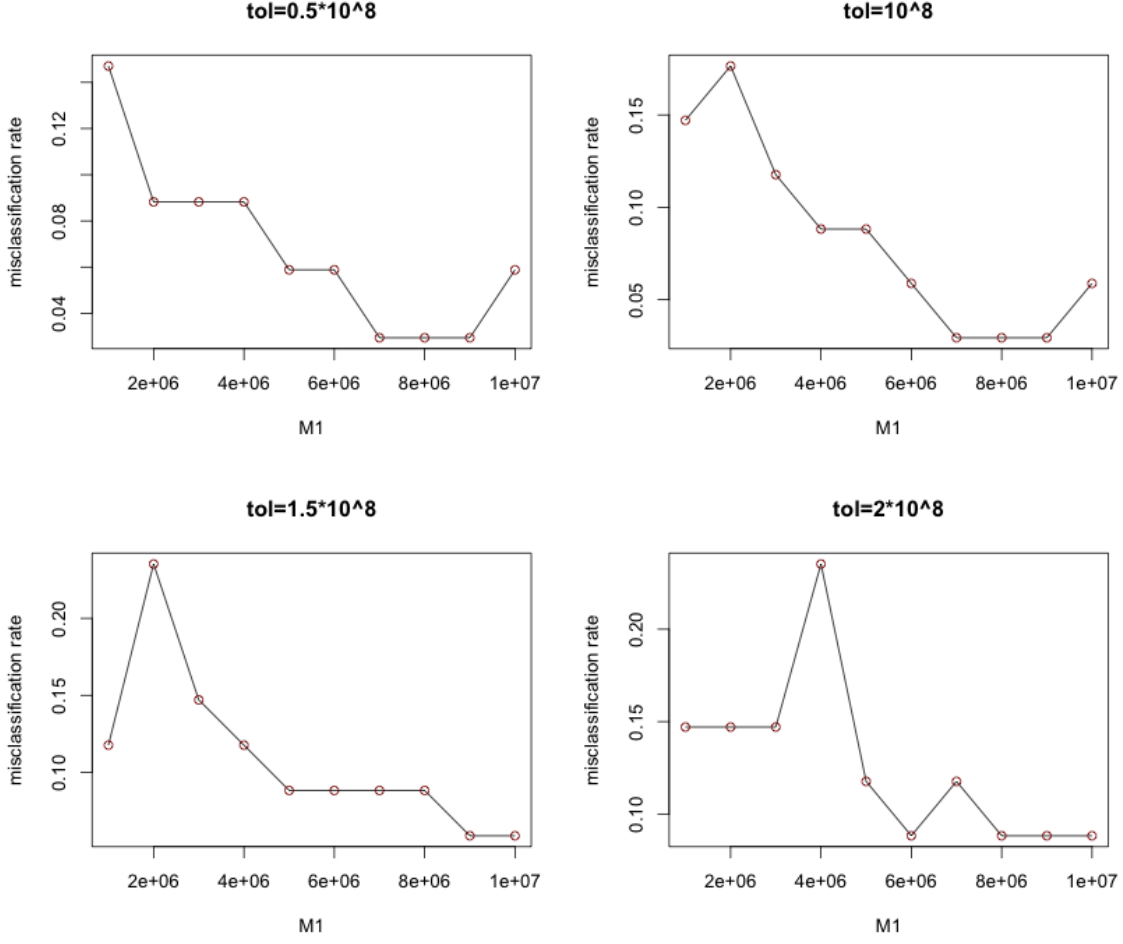 tol=0.5*10^8
misclassification rate
0.12
0.08
0.04
2e+06 4e+06 6e+06 8e+06 1e+07
M1
tol=10^8
misclassification rate
0.15
0.10
0.05
2e+06 4e+06 6e+06 8e+06 1e+07
M1
tol=1.5*10^8
misclassification rate
0.20
0.15
0.10
2e+06 4e+06 6e+06 8e+06 1e+07
M1
tol=2*10^8
misclassification rate
0.20
0.15
0.10
2e+06 4e+06 6e+06 8e+06 1e+07
M1